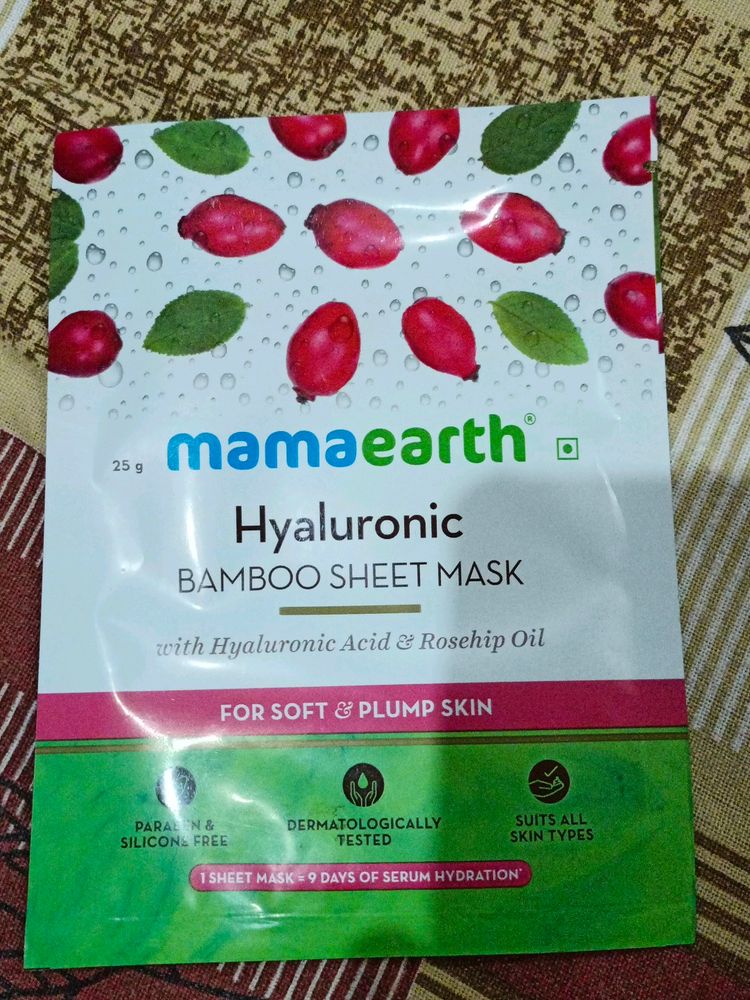 25 g mamaearth®
Hyaluronic
BAMBOO SHEET MASK
with Hyaluronic Acid & Rosehip Oil
FOR SOFT & PLUMP SKIN
PARABEN &
SILICONE FREE
DERMATOLOGICALLY
TESTED
SUITS ALL
SKIN TYPES
1 SHEET MASK = 9 DAYS OF SERUM HYDRATION*